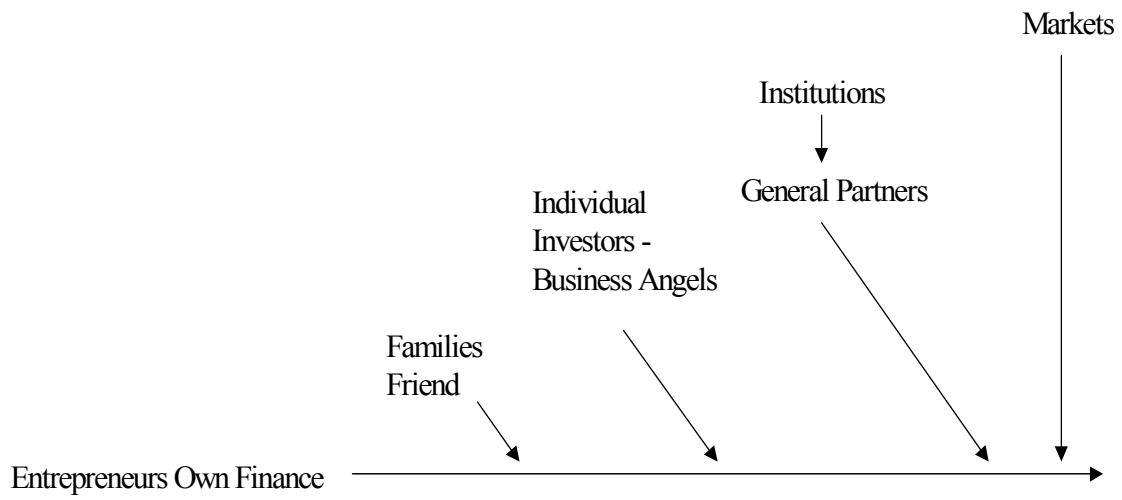 Markets
Institutions
General Partners
Individual
Investors -
Business Angels
Families
Friend
Entrepreneurs Own Finance